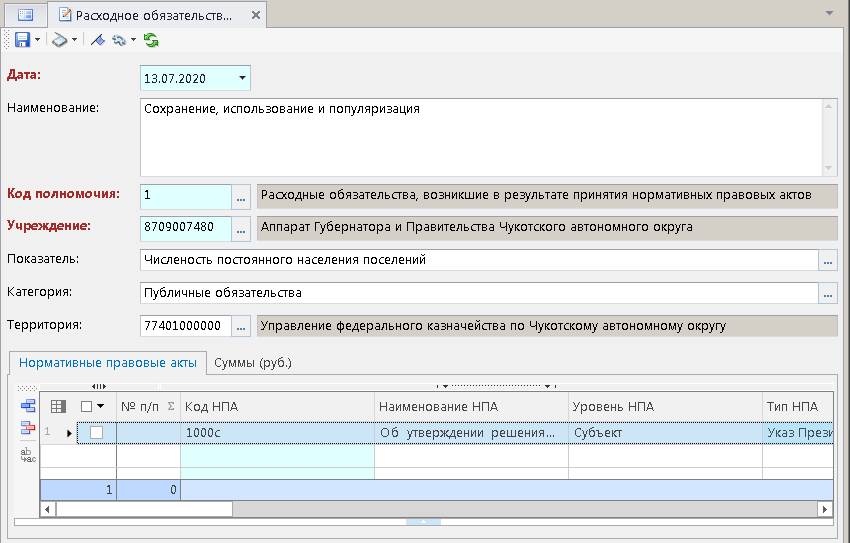 Расходное обязательств...
Дата:
13.07.2020
Наименование:
Сохранение, использование и популяризация
Код полномочия:
1
...
Расходные обязательства, возникшие в результате принятия нормативных правовых актов
Учреждение:
8709007480
...
Аппарат Губернатора и Правительства Чукотского автономного округа
Показатель:
Численость постоянного населения поселений
...
Категория:
Публичные обязательства
...
Территория:
77401000000
...
Управление федерального казначейства по Чукотскому автономному округу
Нормативные правовые акты
Суммы (руб.)
№ п/п Σ
Код НПА
Наименование НПА
Уровень НПА
Тип НПА
1
1000с
Об утверждении решения...
Субъект
Указ Прези
ab
ac
1
0